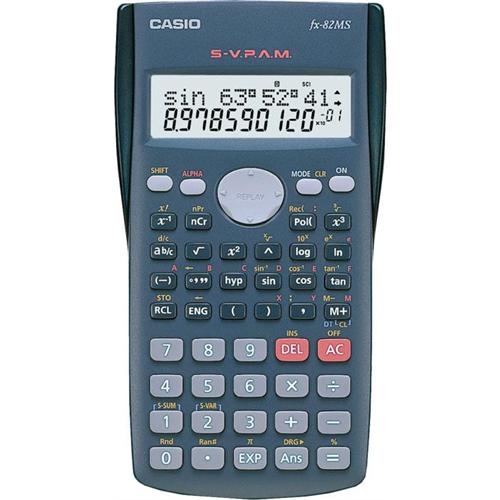 CASIO fx-82MS
S-V.P.A.M.
D SCI
sin 63°52°41
8.978590120×10-01
SHIFT ALPHA REPLAY MODE CLR ON
x! nPr Rec( : ³√
x-1 nCr Pol( x³
d/c x√ 10x ex e
ab/c √ x² ^ log ln
A B C sin-1 D cos-1 E tan-1 F
(−) °,,, hyp sin cos tan
STO X ; Y M− M
RCL ENG ( ) , M+
INS OFF DT CL
7 8 9 DEL AC
4 5 6 × ÷
S-SUM S-VAR
1 2 3 + −
Rnd Ran# π DRG► %
0 · EXP Ans =